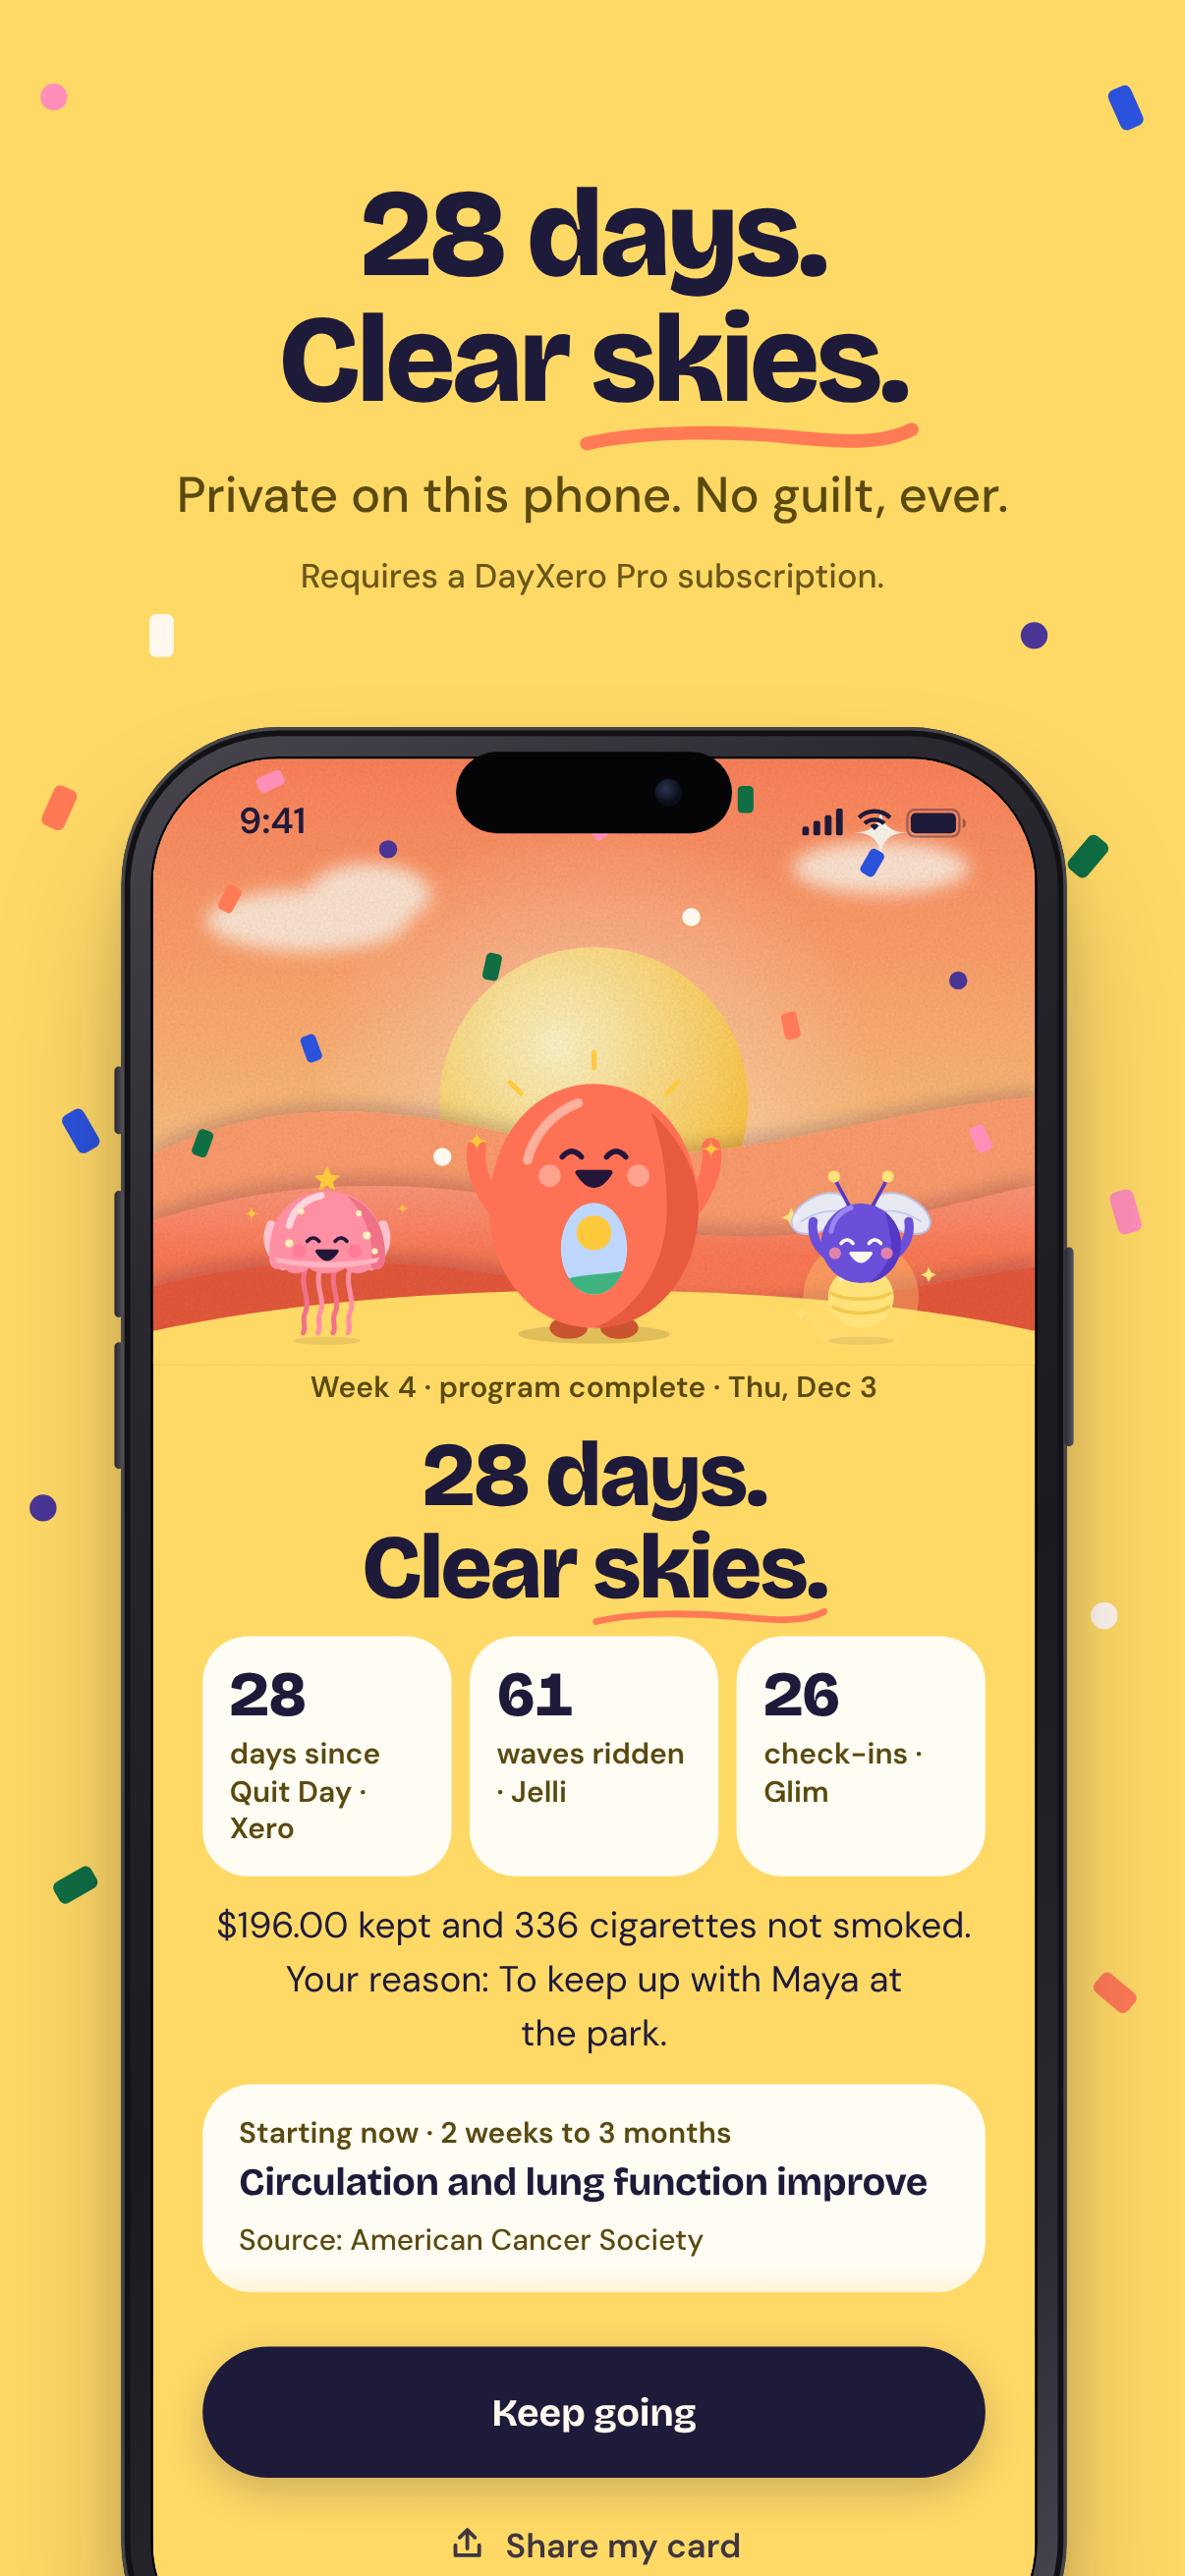 28 days.
Clear skies.
Private on this phone. No guilt, ever.
Requires a DayXero Pro subscription.
9:41
Week 4 · program complete · Thu, Dec 3
28 days.
Clear skies.
28
days since
Quit Day ·
Xero
61
waves ridden
· Jelli
26
check-ins ·
Glim
$196.00 kept and 336 cigarettes not smoked.
Your reason: To keep up with Maya at
the park.
Starting now · 2 weeks to 3 months
Circulation and lung function improve
Source: American Cancer Society
Keep going
Share my card